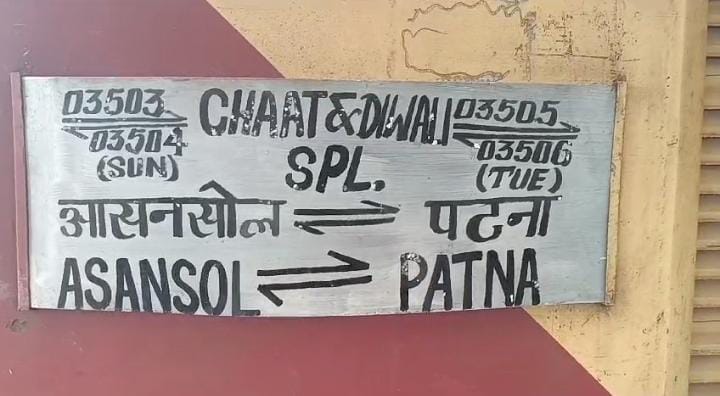 03503 CHAAT & DIWALI 03505
03504 SPL. 03506
(SUN) (TUE)
आसनसोल पटना
ASANSOL PATNA